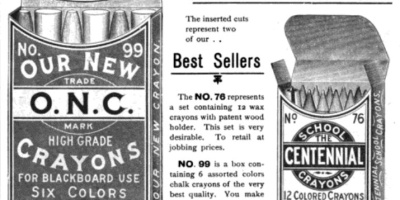 No. 99
OUR NEW
TRADE
O.N.C.
MARK
HIGH GRADE
CRAYONS
FOR BLACKBOARD USE
SIX COLORS
OUR NEW CRAYON
The inserted cuts
represent two
of our . .
Best Sellers
The NO. 76 represents
a set containing 12 wax
crayons with patent wood
holder. This set is very
desirable. To retail at
jobbing prices.
NO. 99 is a box con-
taining 6 assorted colors
chalk crayons of the very
best quality. You make
No 76
SCHOOL
THE
CENTENNIAL
CRAYONS
12 COLORED CRAYONS
CENTENNIAL SCHOOL CRAYONS